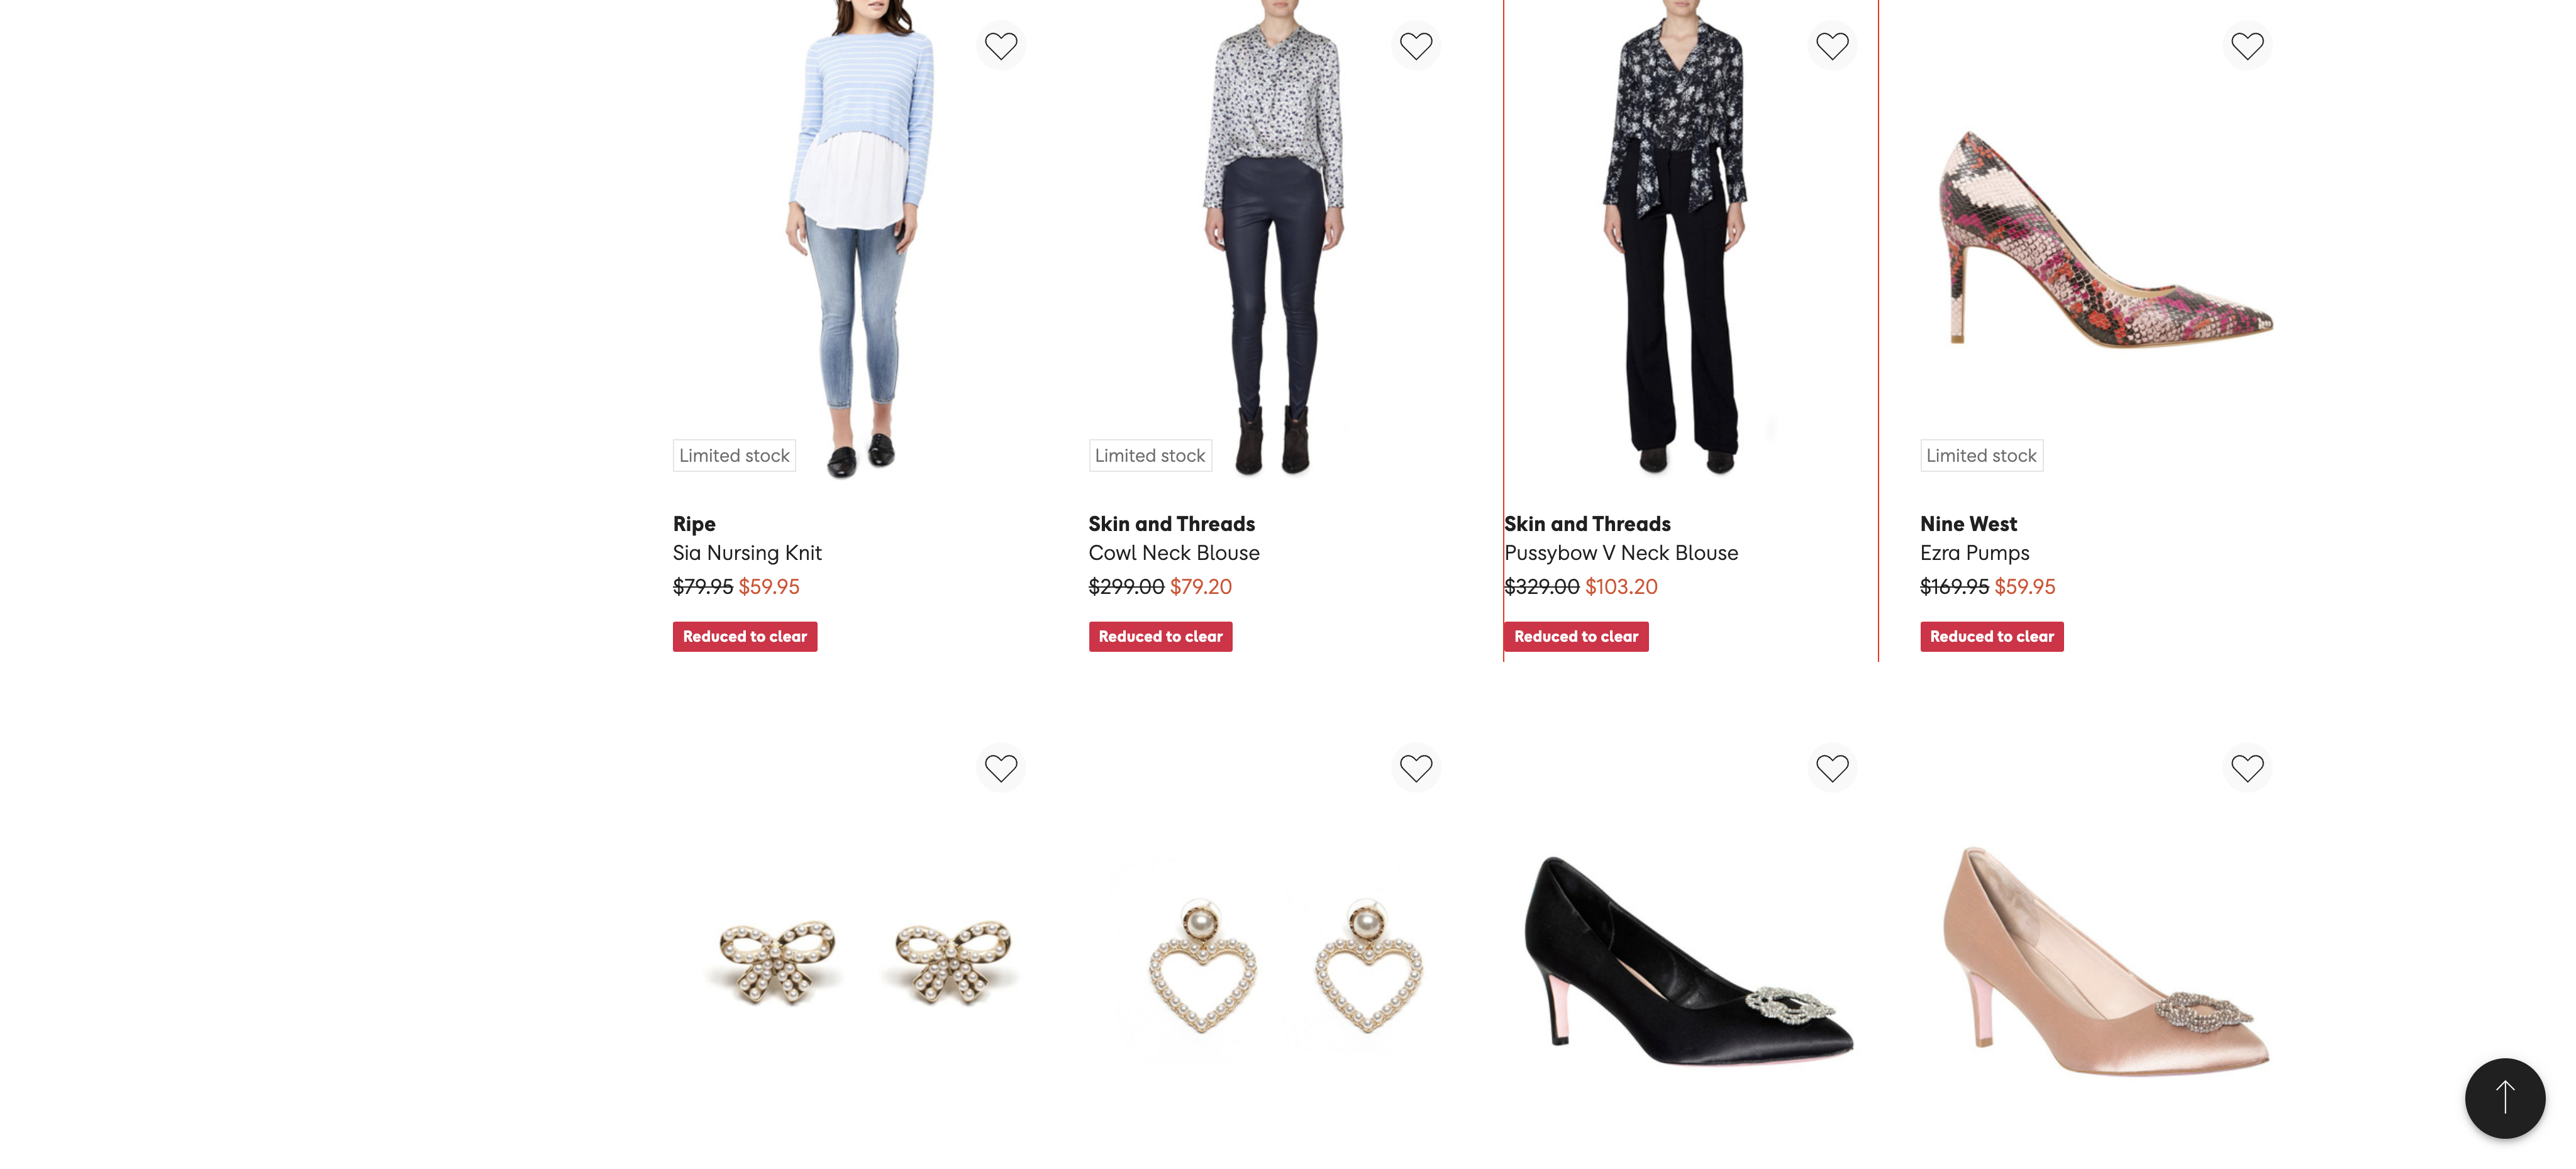 Limited stock
Limited stock
Limited stock
Ripe
Sia Nursing Knit
$79.95 $59.95
Reduced to clear
Skin and Threads
Cowl Neck Blouse
$299.00 $79.20
Reduced to clear
Skin and Threads
Pussybow V Neck Blouse
$329.00 $103.20
Reduced to clear
Nine West
Ezra Pumps
$169.95 $59.95
Reduced to clear